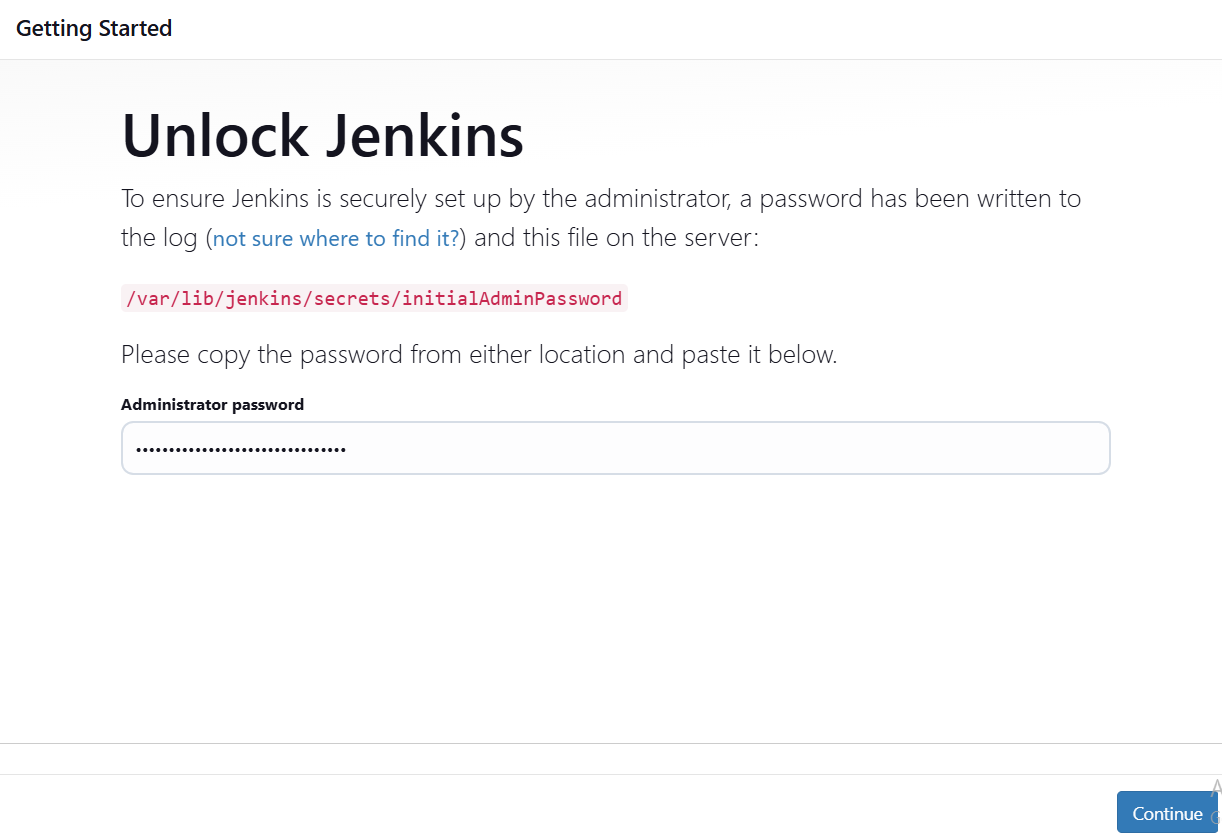 Getting Started
Unlock Jenkins
To ensure Jenkins is securely set up by the administrator, a password has been written to
the log (not sure where to find it?) and this file on the server:
/var/lib/jenkins/secrets/initialAdminPassword
Please copy the password from either location and paste it below.
Administrator password
••••••••••••••••••••••••••••••••
Continue